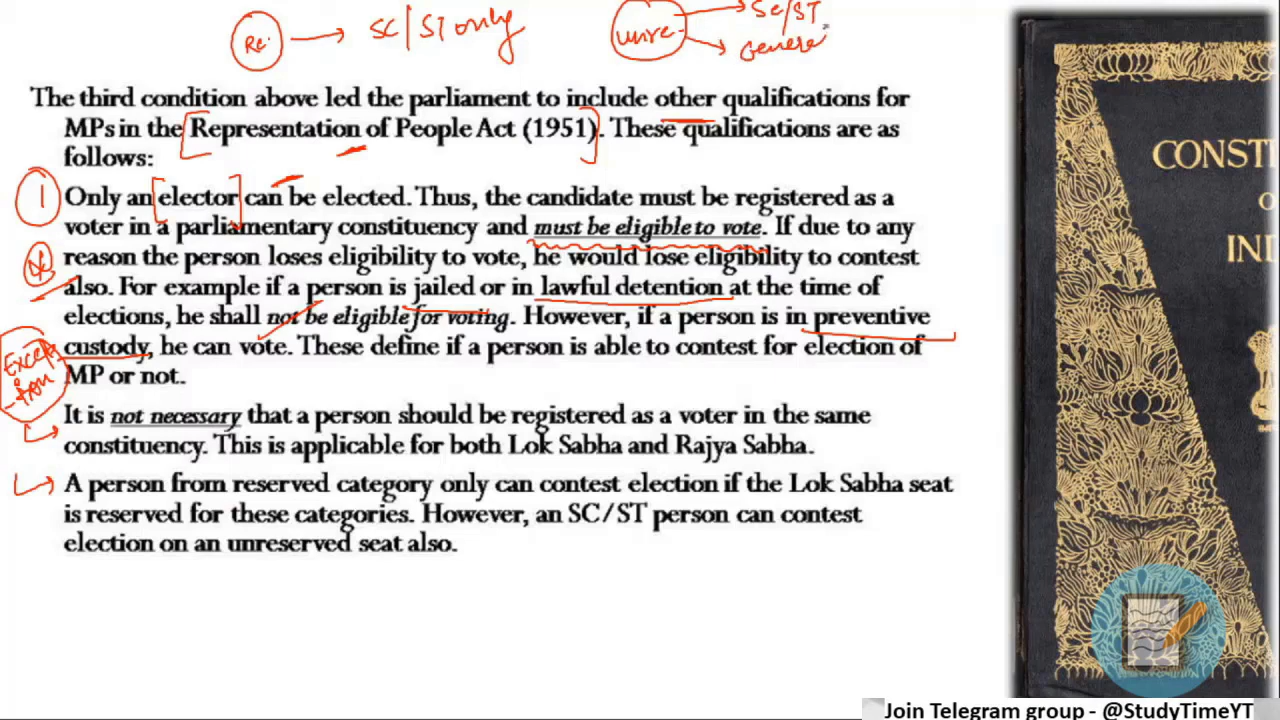 Re. → SC/ST only
unre- → SC/ST
→ Genere
The third condition above led the parliament to include other qualifications for
MPs in the Representation of People Act (1951). These qualifications are as
follows:
1 Only an elector can be elected. Thus, the candidate must be registered as a
voter in a parliamentary constituency and must be eligible to vote. If due to any
reason the person loses eligibility to vote, he would lose eligibility to contest
also. For example if a person is jailed or in lawful detention at the time of
elections, he shall not be eligible for voting. However, if a person is in preventive
custody, he can vote. These define if a person is able to contest for election of
MP or not.
Excep
-tion
It is not necessary that a person should be registered as a voter in the same
constituency. This is applicable for both Lok Sabha and Rajya Sabha.
A person from reserved category only can contest election if the Lok Sabha seat
is reserved for these categories. However, an SC/ST person can contest
election on an unreserved seat also.
CONST
O
IND
Join Telegram group - @StudyTimeYT